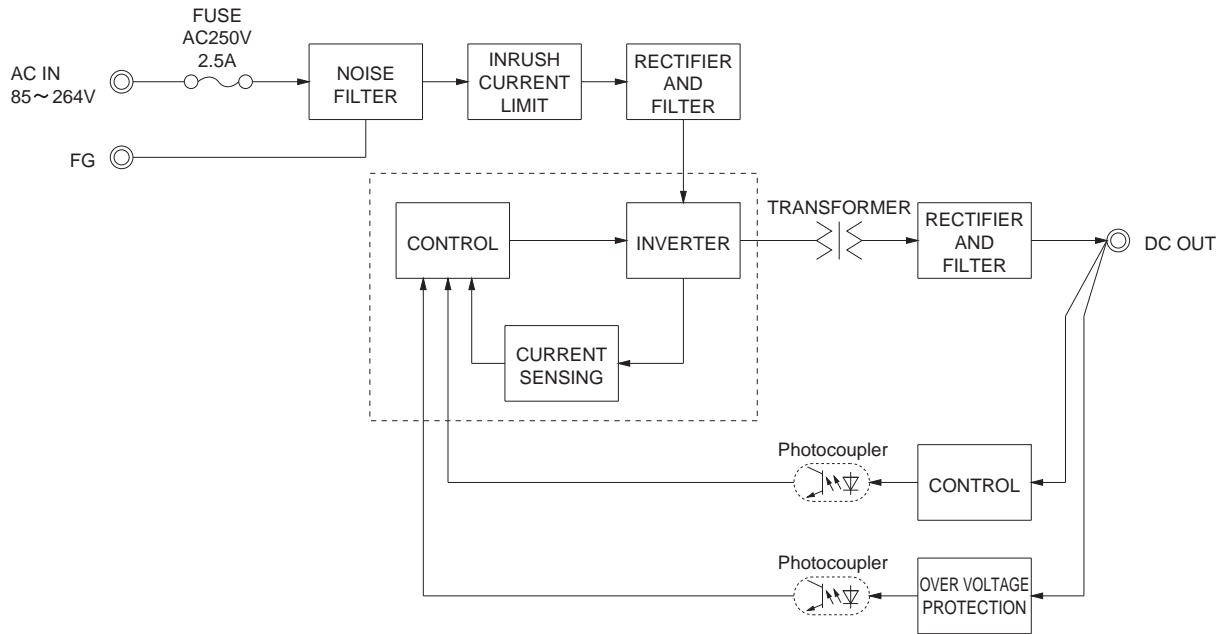 FUSE
AC250V
2.5A
AC IN
85～264V
FG
NOISE
FILTER
INRUSH
CURRENT
LIMIT
RECTIFIER
AND
FILTER
CONTROL
INVERTER
CURRENT
SENSING
TRANSFORMER
RECTIFIER
AND
FILTER
DC OUT
Photocoupler
CONTROL
Photocoupler
OVER VOLTAGE
PROTECTION